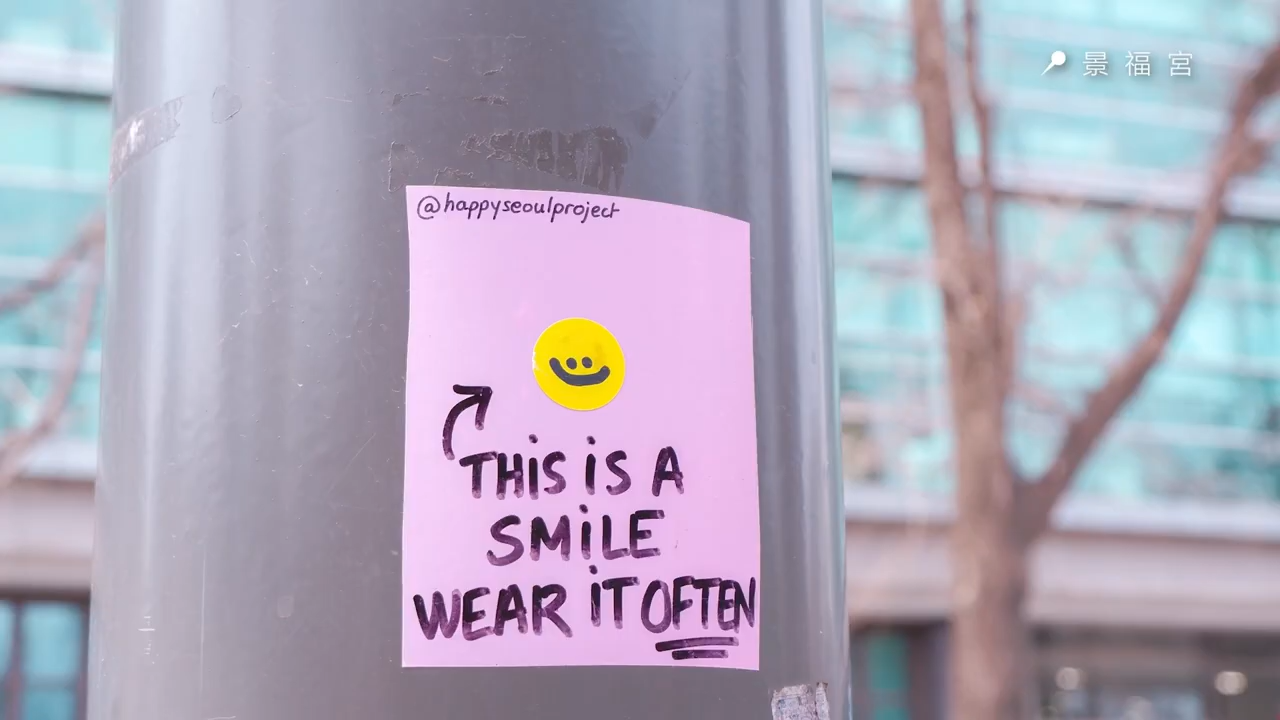 景福宮
@happyseoulproject
THiS iS A
SMiLE
WEAR iT OFTEN